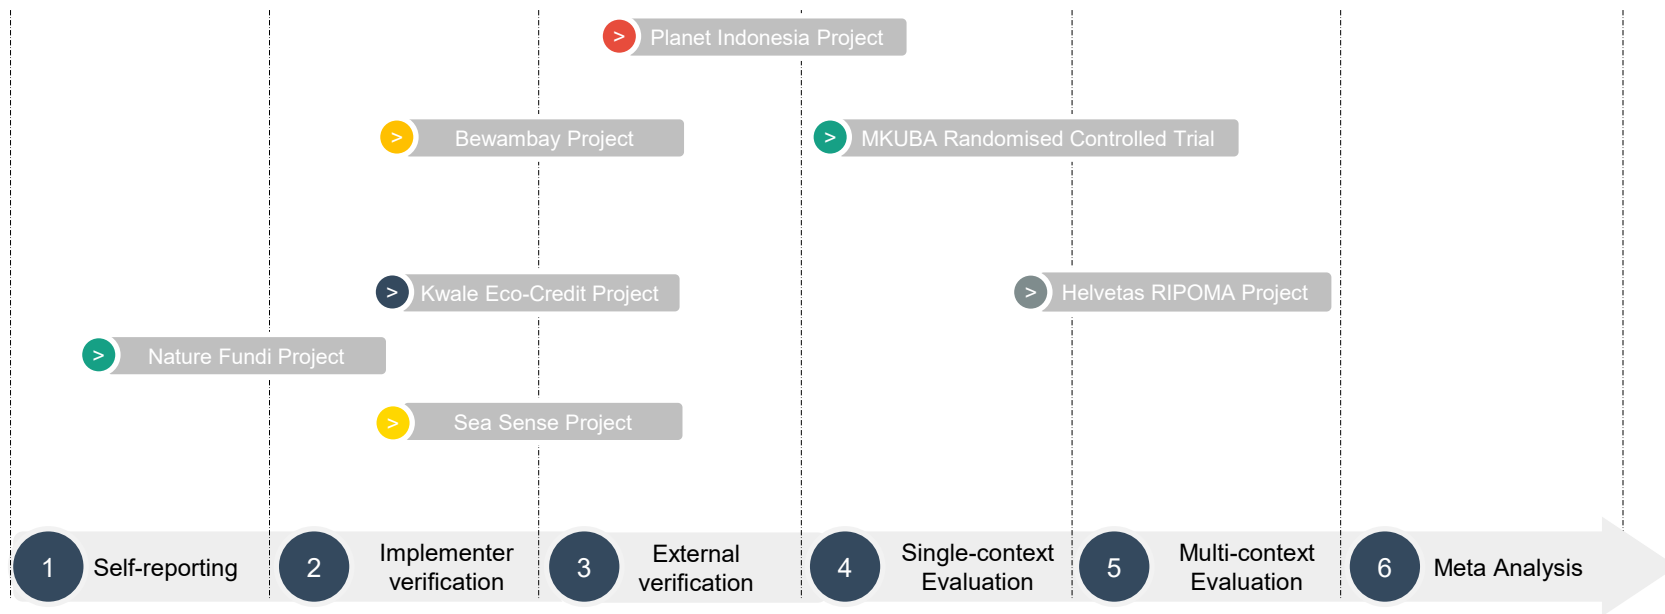 > Planet Indonesia Project
> Bewambay Project
> MKUBA Randomised Controlled Trial
> Kwale Eco-Credit Project
> Helvetas RIPOMA Project
> Nature Fundi Project
> Sea Sense Project
1 Self-reporting
2 Implementer
verification
3 External
verification
4 Single-context
Evaluation
5 Multi-context
Evaluation
6 Meta Analysis